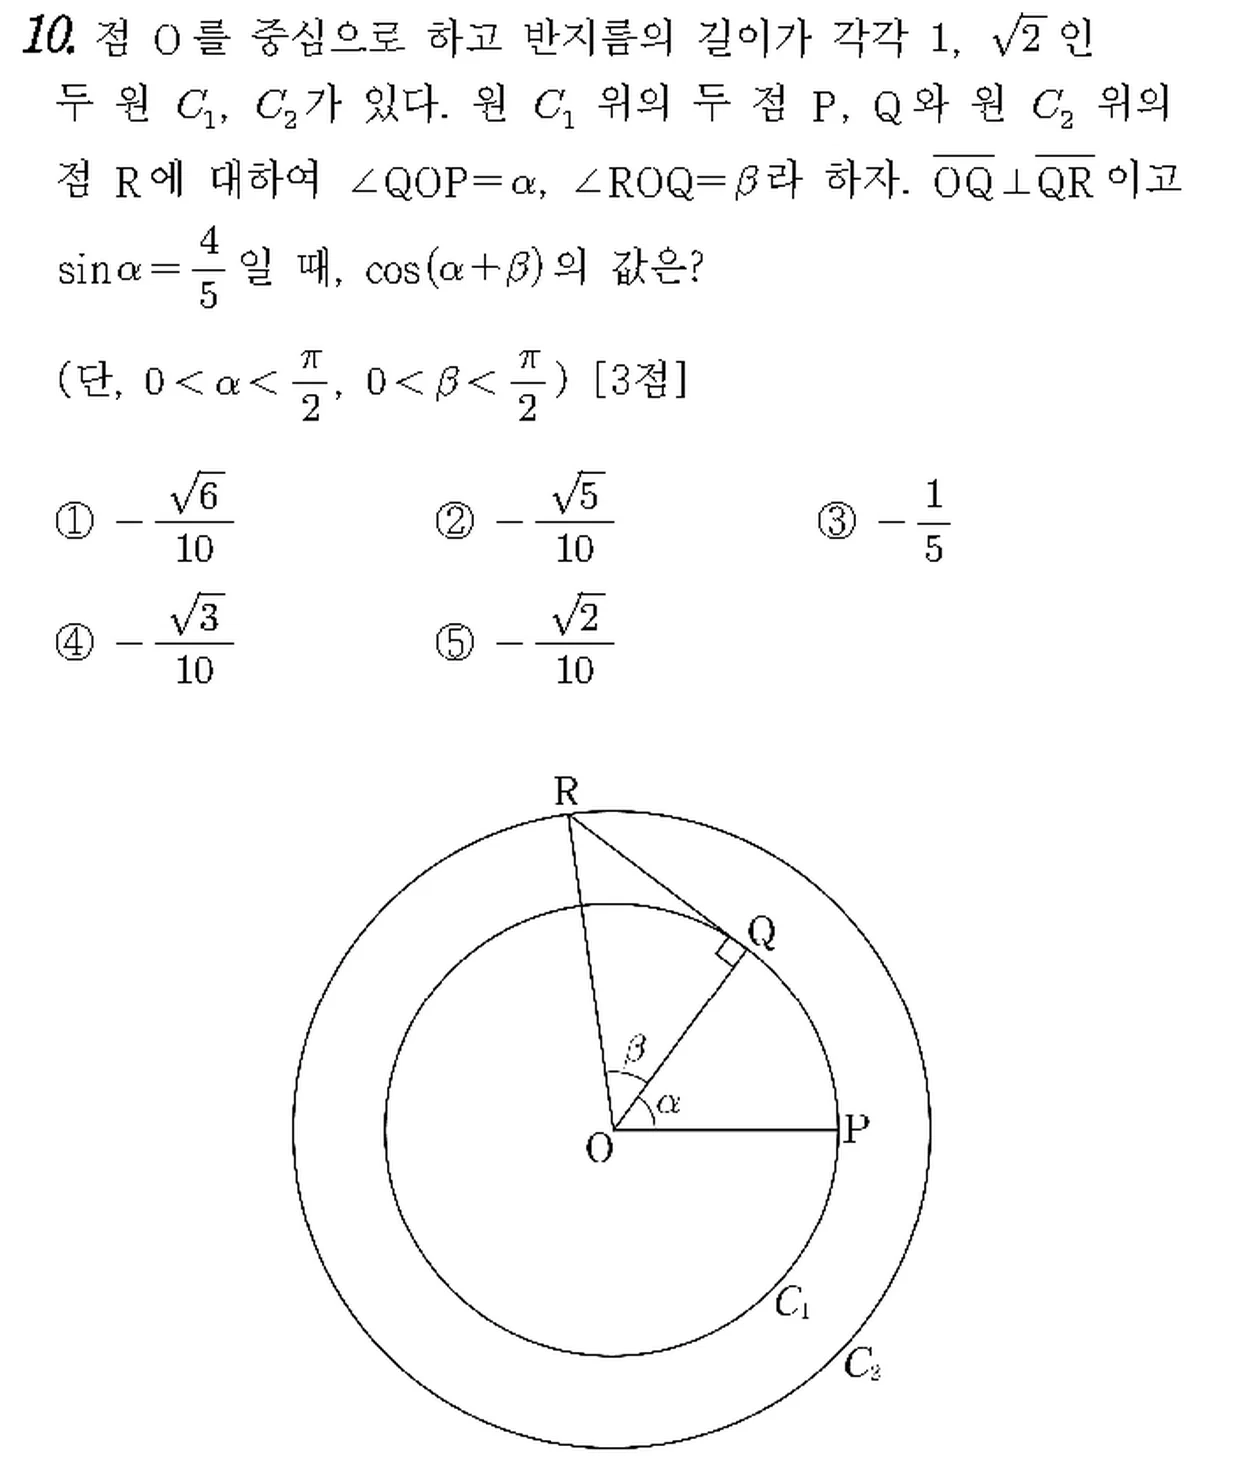 10. 점 O를 중심으로 하고 반지름의 길이가 각각 1, √2 인
두 원 C₁, C₂가 있다. 원 C₁ 위의 두 점 P, Q와 원 C₂ 위의
점 R에 대하여 ∠QOP=α, ∠ROQ=β라 하자. O̅Q̅⊥Q̅R̅ 이고
sinα=4/5 일 때, cos(α+β)의 값은?
(단, 0<α<π/2, 0<β<π/2) [3점]
① -√6/10 ② -√5/10 ③ -1/5
④ -√3/10 ⑤ -√2/10
R
Q
β
α
O
P
C₁
C₂